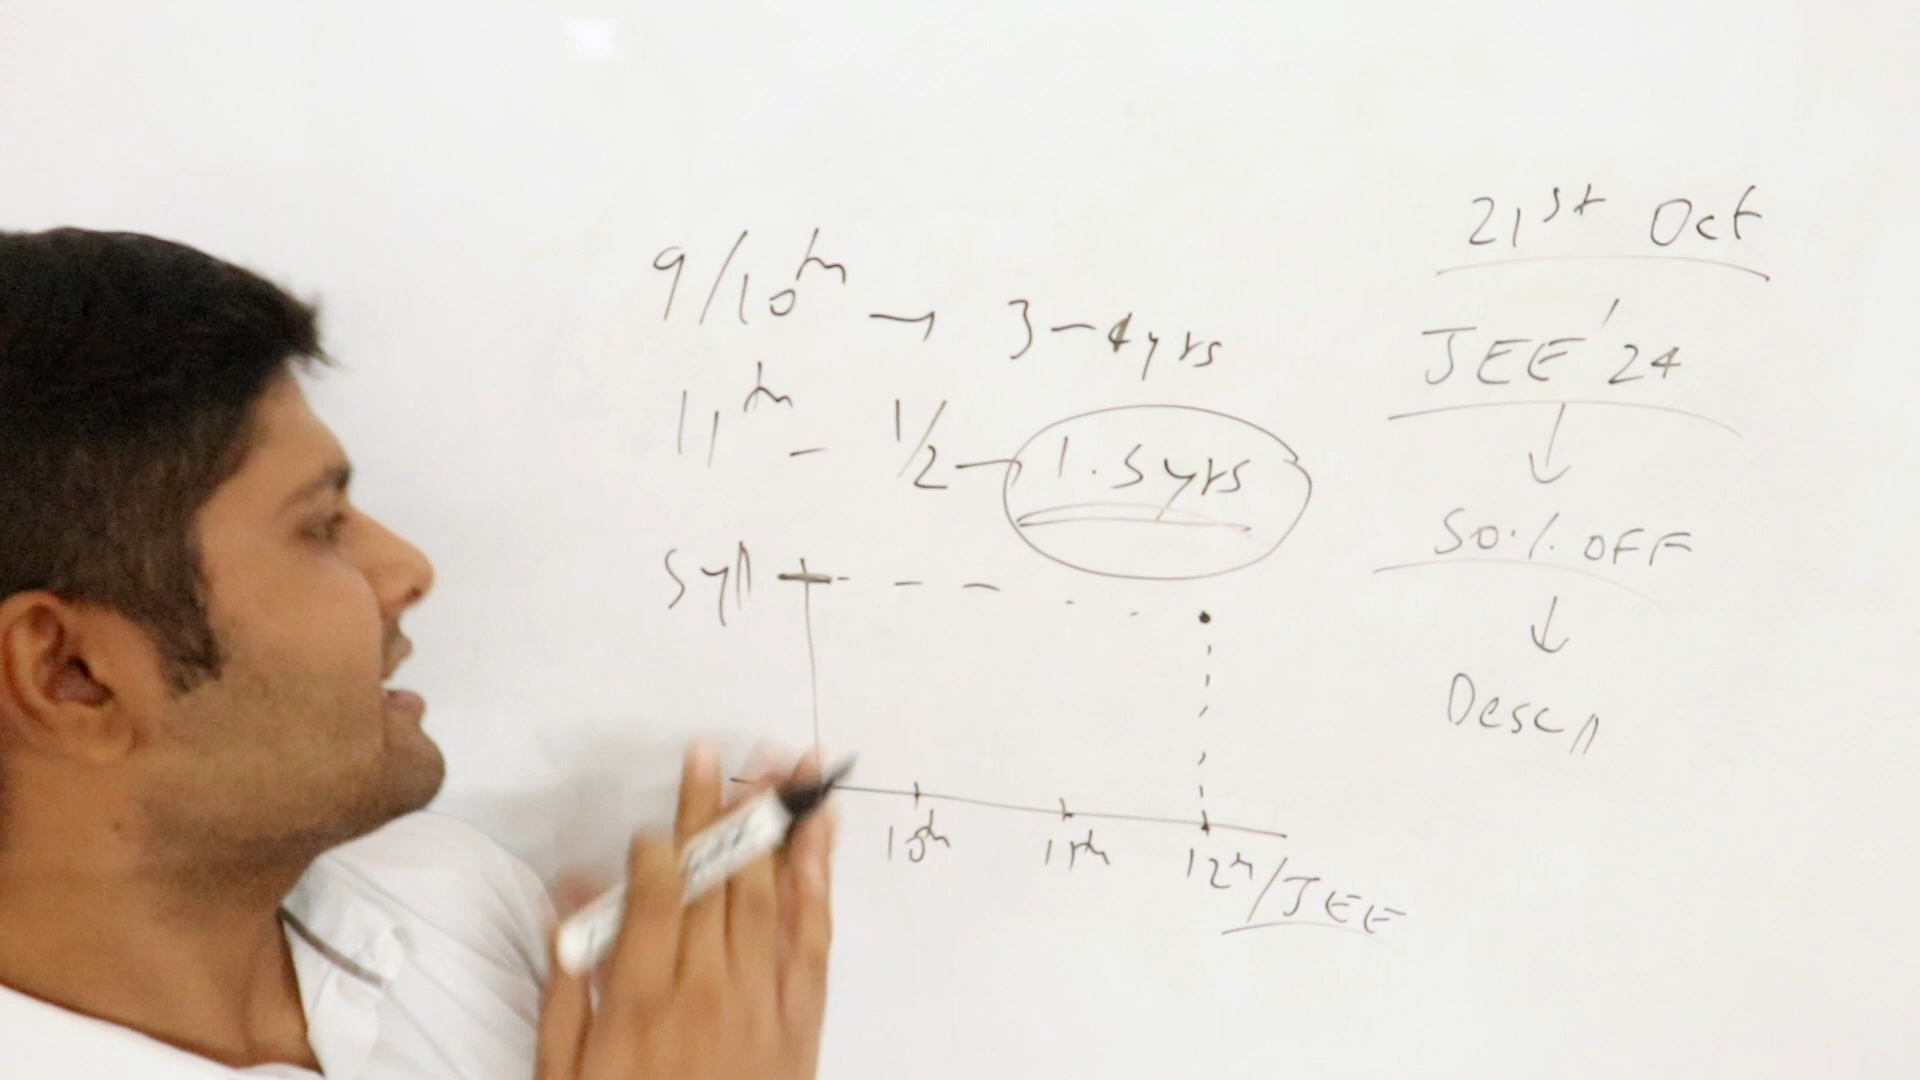 9/10th → 3-4yrs
11th - 1/2 - 1.5yrs
Syll
10th 11th 12th/JEE
21st Oct
JEE'24
↓
50% OFF
↓
Descn